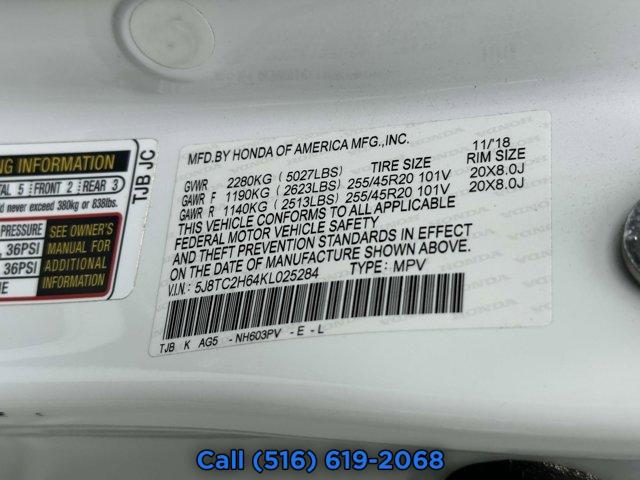 MFD.BY HONDA OF AMERICA MFG.,INC. 11/'18
GVWR 2280KG (5027LBS) TIRE SIZE RIM SIZE
GAWR F 1190KG (2623LBS) 255/45R20 101V 20X8.0J
GAWR R 1140KG (2513LBS) 255/45R20 101V 20X8.0J
THIS VEHICLE CONFORMS TO ALL APPLICABLE
FEDERAL MOTOR VEHICLE SAFETY
AND THEFT PREVENTION STANDARDS IN EFFECT
ON THE DATE OF MANUFACTURE SHOWN ABOVE.
V.I.N.: 5J8TC2H64KL025284 TYPE: MPV
TJB K AG5 -NH603PV -E-L
TJB JC
INFORMATION
5 FRONT 2 REAR 3
never exceed 380kg or 838lbs.
SEE OWNER'S
36PSI MANUAL FOR
36PSI ADDITIONAL
INFORMATION
Call (516) 619-2068